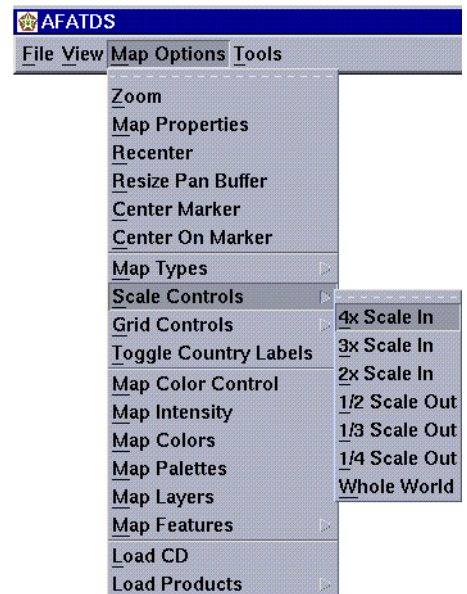 AFATDS
File View Map Options Tools
Zoom
Map Properties
Recenter
Resize Pan Buffer
Center Marker
Center On Marker
Map Types
Scale Controls
Grid Controls
Toggle Country Labels
Map Color Control
Map Intensity
Map Colors
Map Palettes
Map Layers
Map Features
Load CD
Load Products
4x Scale In
3x Scale In
2x Scale In
1/2 Scale Out
1/3 Scale Out
1/4 Scale Out
Whole World